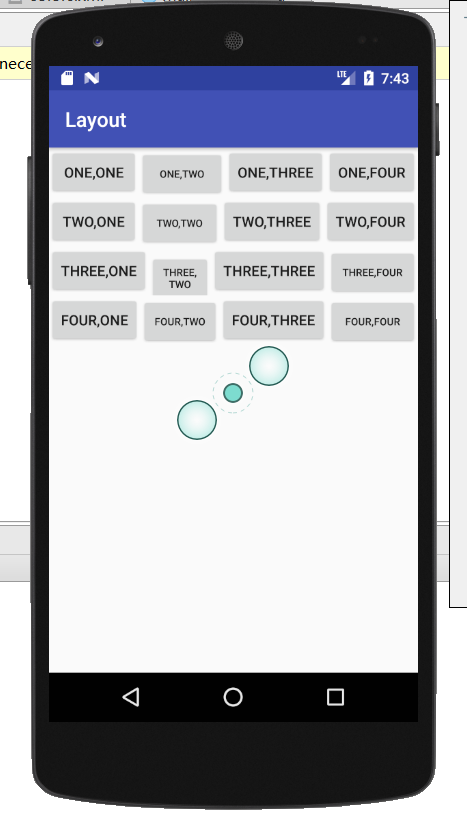 nece
LTE 7:43
Layout
ONE,ONE ONE,TWO ONE,THREE ONE,FOUR
TWO,ONE TWO,TWO TWO,THREE TWO,FOUR
THREE,ONE THREE, TWO THREE,THREE THREE,FOUR
FOUR,ONE FOUR,TWO FOUR,THREE FOUR,FOUR